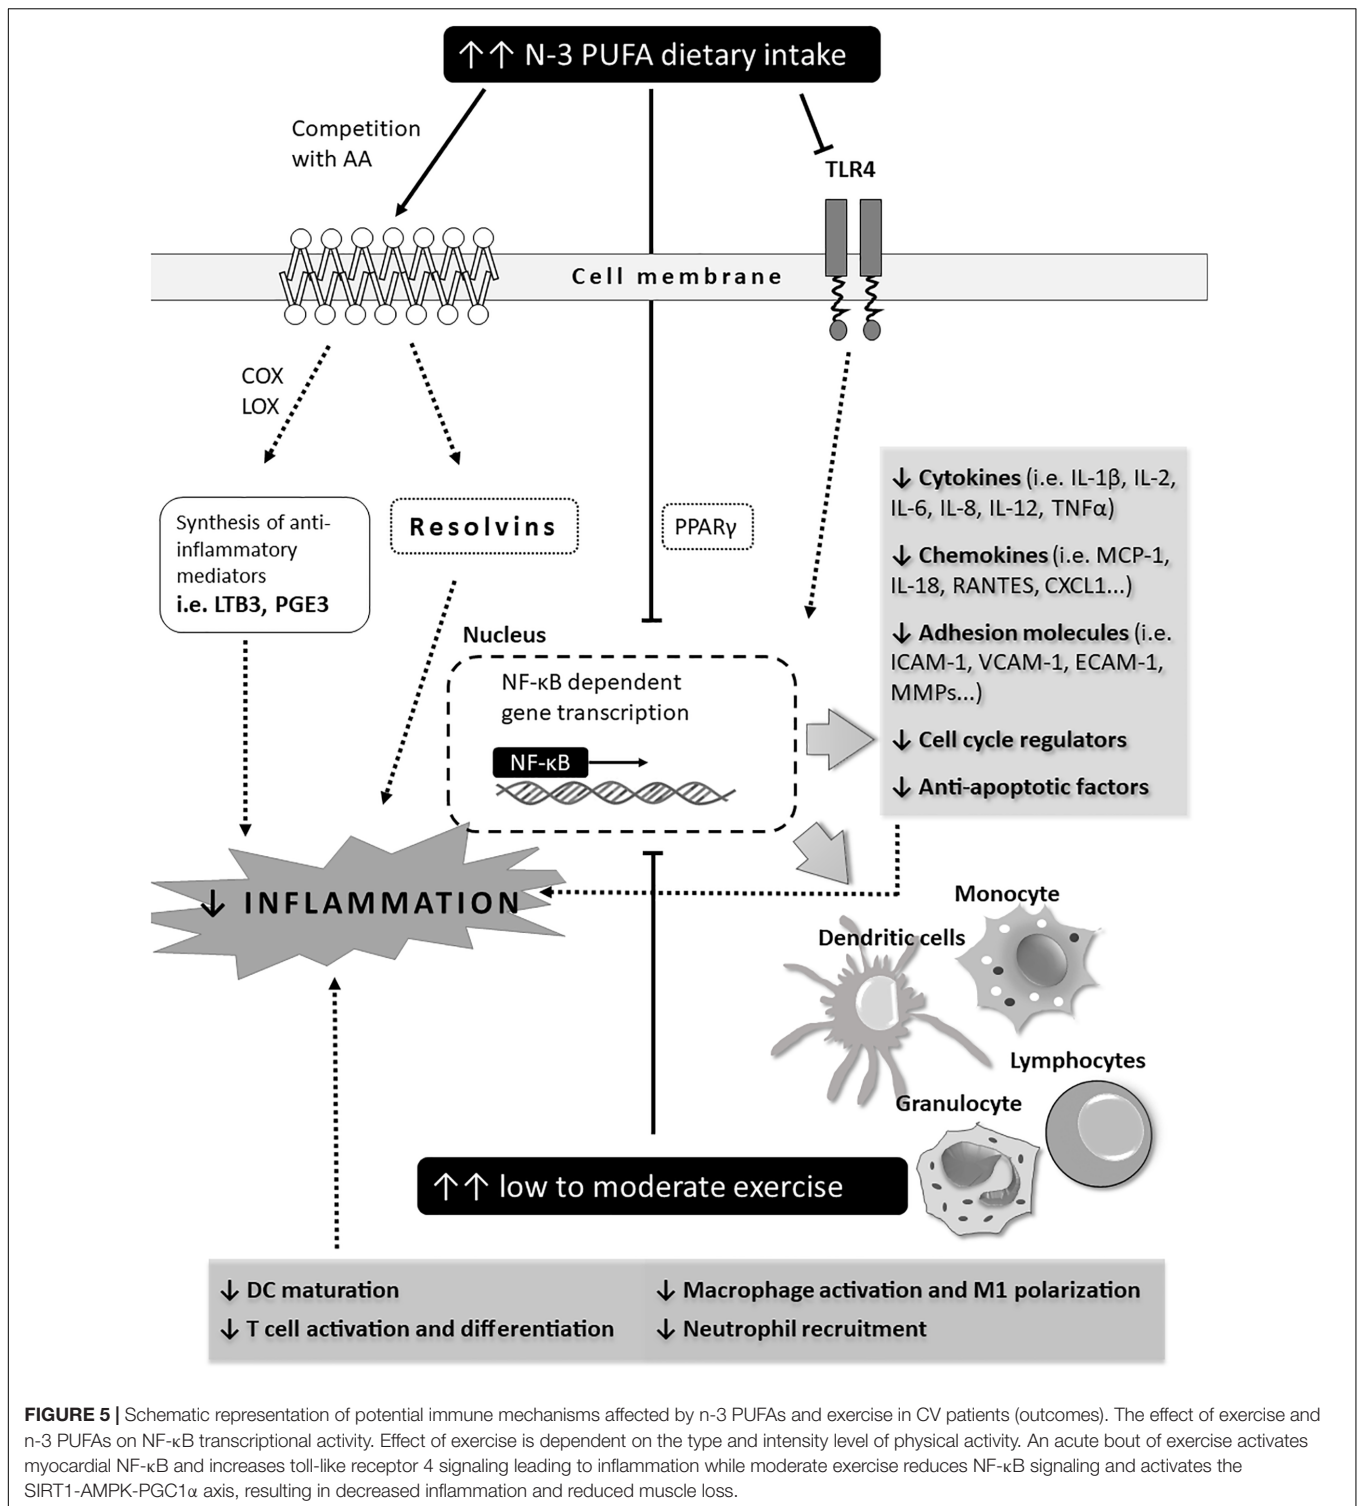 ↑↑ N-3 PUFA dietary intake
Competition
with AA
TLR4
Cell membrane
COX
LOX
Synthesis of anti-
inflammatory
mediators
i.e. LTB3, PGE3
Resolvins
PPARγ
↓ Cytokines (i.e. IL-1β, IL-2,
IL-6, IL-8, IL-12, TNFα)
↓ Chemokines (i.e. MCP-1,
IL-18, RANTES, CXCL1...)
↓ Adhesion molecules (i.e.
ICAM-1, VCAM-1, ECAM-1,
MMPs...)
↓ Cell cycle regulators
↓ Anti-apoptotic factors
Nucleus
NF-κB dependent
gene transcription
NF-κB
↓ INFLAMMATION
Monocyte
Dendritic cells
Lymphocytes
Granulocyte
↑↑ low to moderate exercise
↓ DC maturation
↓ T cell activation and differentiation
↓ Macrophage activation and M1 polarization
↓ Neutrophil recruitment
FIGURE 5 | Schematic representation of potential immune mechanisms affected by n-3 PUFAs and exercise in CV patients (outcomes). The effect of exercise and
n-3 PUFAs on NF-κB transcriptional activity. Effect of exercise is dependent on the type and intensity level of physical activity. An acute bout of exercise activates
myocardial NF-κB and increases toll-like receptor 4 signaling leading to inflammation while moderate exercise reduces NF-κB signaling and activates the
SIRT1-AMPK-PGC1α axis, resulting in decreased inflammation and reduced muscle loss.